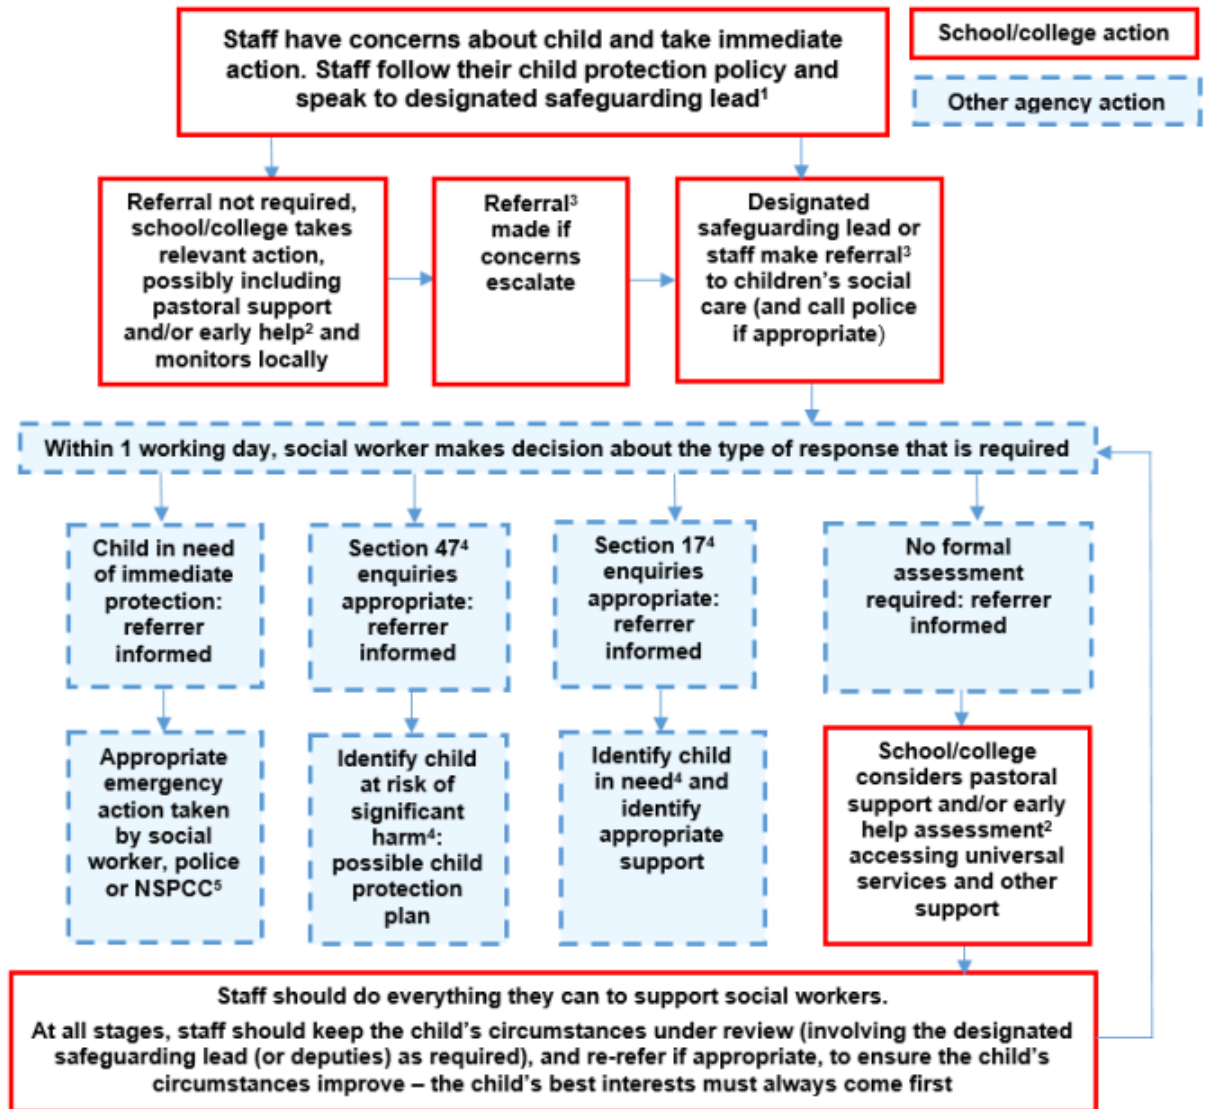 Staff have concerns about child and take immediate
action. Staff follow their child protection policy and
speak to designated safeguarding lead¹
School/college action
Other agency action
Referral not required,
school/college takes
relevant action,
possibly including
pastoral support
and/or early help² and
monitors locally
Referral³
made if
concerns
escalate
Designated
safeguarding lead or
staff make referral³
to children’s social
care (and call police
if appropriate)
Within 1 working day, social worker makes decision about the type of response that is required
Child in need
of immediate
protection:
referrer
informed
Section 47⁴
enquiries
appropriate:
referrer
informed
Section 17⁴
enquiries
appropriate:
referrer
informed
No formal
assessment
required: referrer
informed
Appropriate
emergency
action taken
by social
worker, police
or NSPCC⁵
Identify child
at risk of
significant
harm⁴:
possible child
protection
plan
Identify child
in need⁴ and
identify
appropriate
support
School/college
considers pastoral
support and/or early
help assessment²
accessing universal
services and other
support
Staff should do everything they can to support social workers.
At all stages, staff should keep the child’s circumstances under review (involving the designated
safeguarding lead (or deputies) as required), and re-refer if appropriate, to ensure the child’s
circumstances improve – the child’s best interests must always come first